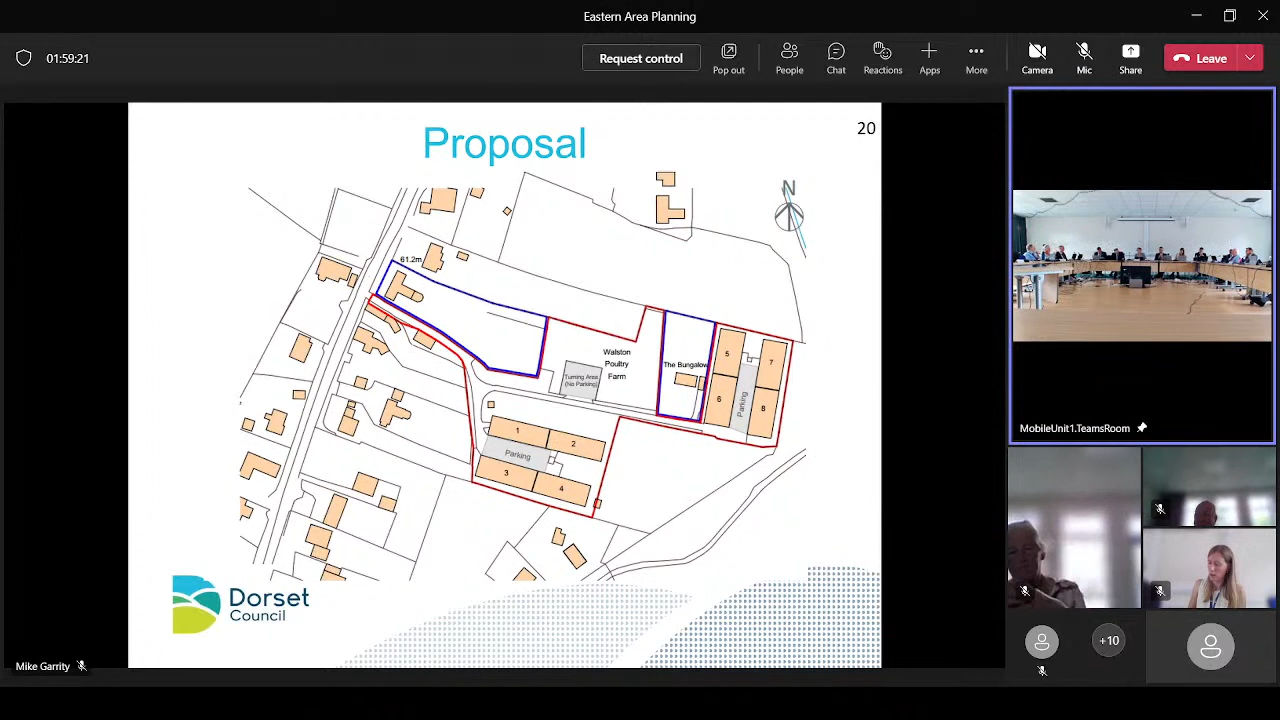 Eastern Area Planning
01:59:21
Request control
Pop out
People
Chat
Reactions
Apps
More
Camera
Mic
Share
Leave
Proposal
20
N
61.2m
Walston
Poultry
Farm
The Bungalow
Turning Area
(No Parking)
5
7
6
8
Parking
1
2
Parking
3
4
Dorset
Council
Mike Garrity
MobileUnit1.TeamsRoom
+10